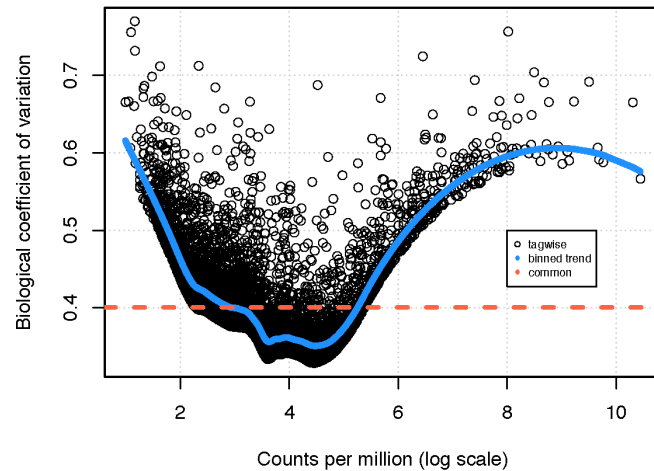 Biological coefficient of variation
0.7
0.6
0.5
0.4
tagwise
binned trend
common
2 4 6 8 10
Counts per million (log scale)